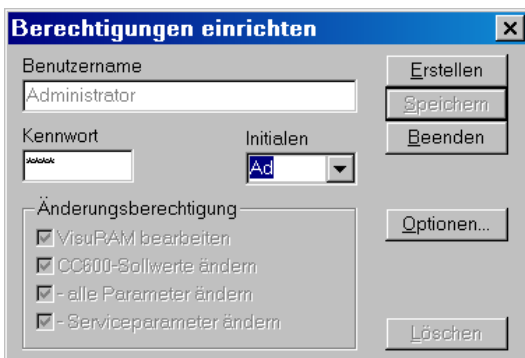 Berechtigungen einrichten
Benutzername
Administrator
Kennwort
****
Initialen
Ad
Änderungsberechtigung
VisuRAM bearbeiten
CC600-Sollwerte ändern
- alle Parameter ändern
- Serviceparameter ändern
Erstellen
Speichern
Beenden
Optionen...
Löschen